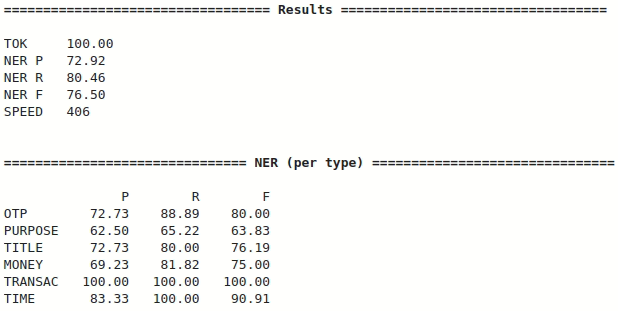 ================================== Results ==================================

TOK     100.00
NER P   72.92
NER R   80.46
NER F   76.50
SPEED   406

=============================== NER (per type) ===============================

               P        R        F
OTP        72.73    88.89    80.00
PURPOSE    62.50    65.22    63.83
TITLE      72.73    80.00    76.19
MONEY      69.23    81.82    75.00
TRANSAC   100.00   100.00   100.00
TIME       83.33   100.00    90.91